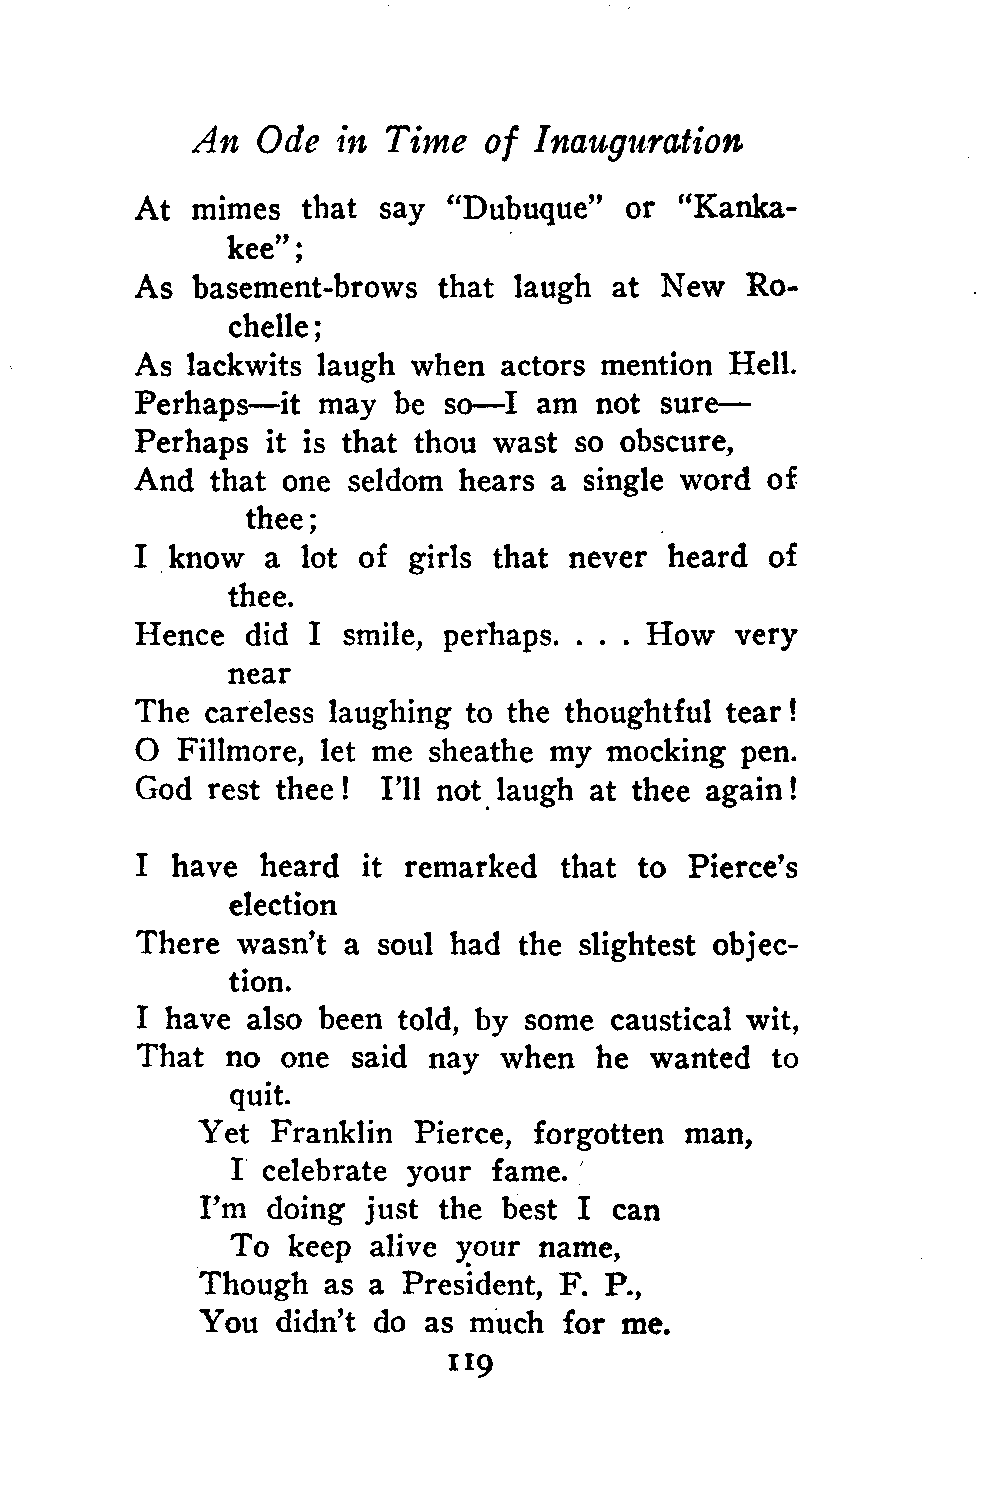 An Ode in Time of Inauguration
At mimes that say “Dubuque” or “Kanka-
kee”;
As basement-brows that laugh at New Ro-
chelle;
As lackwits laugh when actors mention Hell.
Perhaps—it may be so—I am not sure—
Perhaps it is that thou wast so obscure,
And that one seldom hears a single word of
thee;
I know a lot of girls that never heard of
thee.
Hence did I smile, perhaps. . . . How very
near
The careless laughing to the thoughtful tear!
O Fillmore, let me sheathe my mocking pen.
God rest thee! I'll not laugh at thee again!
I have heard it remarked that to Pierce's
election
There wasn't a soul had the slightest objec-
tion.
I have also been told, by some caustical wit,
That no one said nay when he wanted to
quit.
Yet Franklin Pierce, forgotten man,
I celebrate your fame.
I'm doing just the best I can
To keep alive your name,
Though as a President, F. P.,
You didn't do as much for me.
119